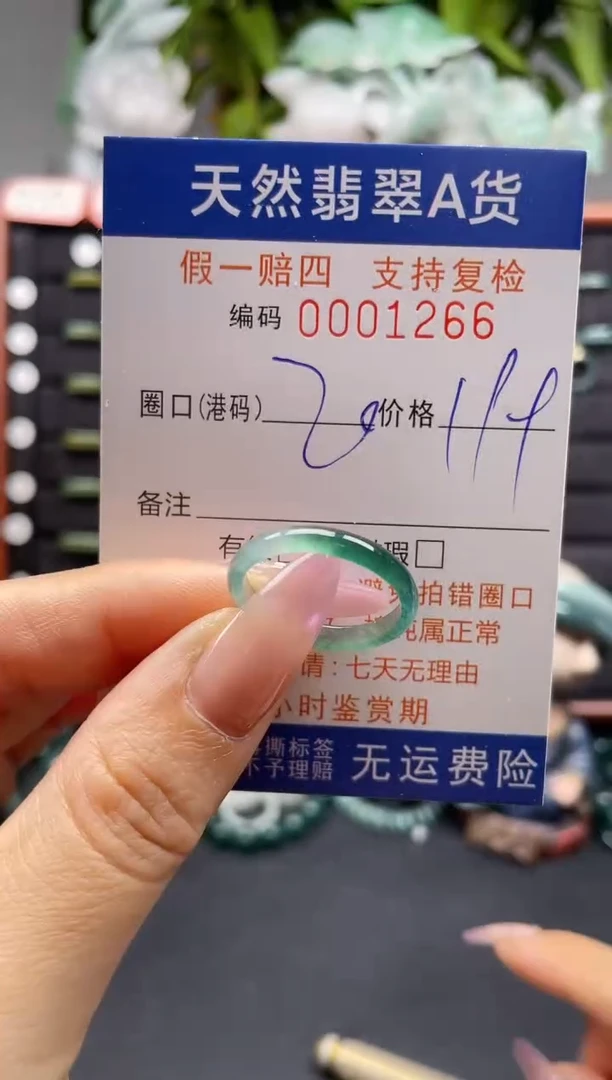 天然翡翠A货
假一赔四 支持复检
编码 0001266
圈口(港码) 20 价格
备注
有 瑕□
避 拍错圈口
纯属正常
请:七天无理由
小时鉴赏期
撕标签
不予理赔
无运费险